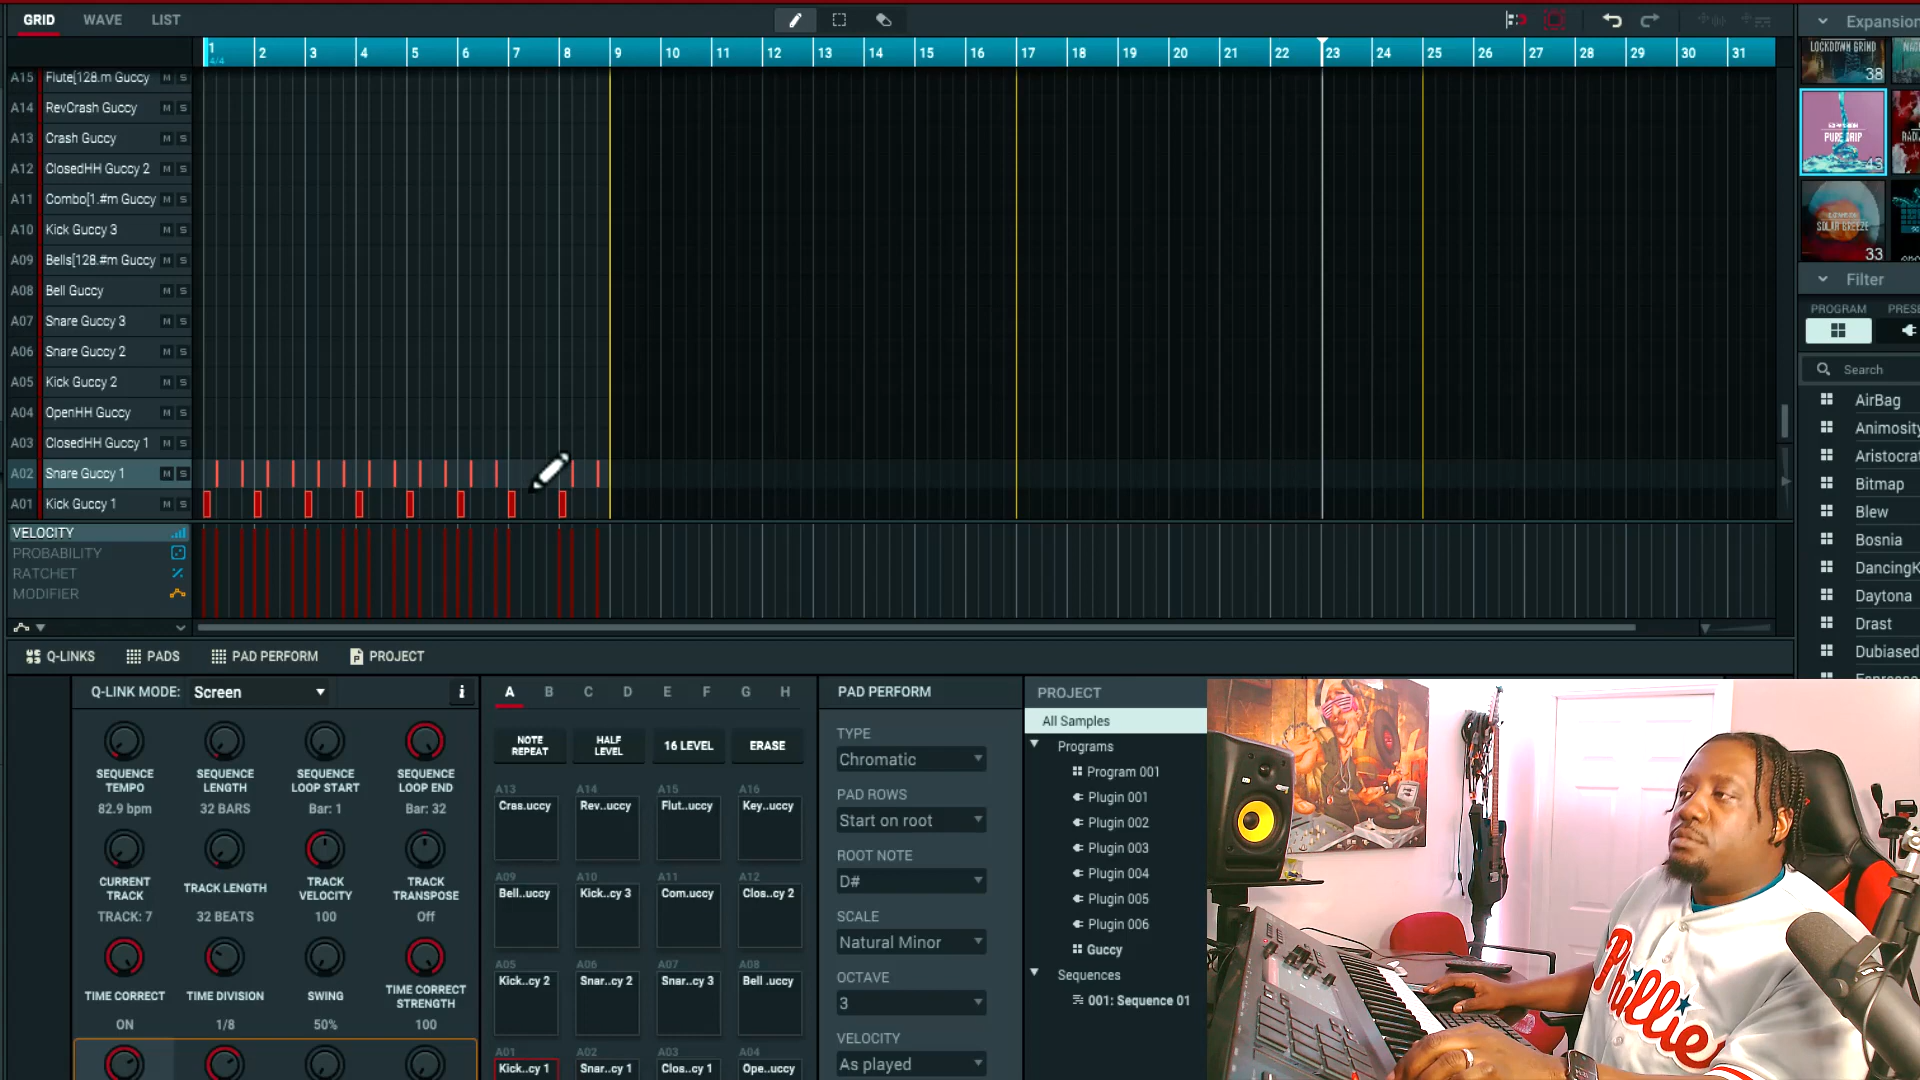 GRID WAVE LIST
1 2 3 4 5 6 7 8 9 10 11 12 13 14 15 16 17 18 19 20 21 22 23 24 25 26 27 28 29 30 31
4/4
A15 Flute[128.m Guccy M S
A14 RevCrash Guccy M S
A13 Crash Guccy M S
A12 ClosedHH Guccy 2 M S
A11 Combo[1.#m Guccy M S
A10 Kick Guccy 3 M S
A09 Bells[128.#m Guccy M S
A08 Bell Guccy M S
A07 Snare Guccy 3 M S
A06 Snare Guccy 2 M S
A05 Kick Guccy 2 M S
A04 OpenHH Guccy M S
A03 ClosedHH Guccy 1 M S
A02 Snare Guccy 1 M S
A01 Kick Guccy 1 M S
VELOCITY
PROBABILITY
RATCHET
MODIFIER
Expansion
LOCKDOWN GRIND
38
PURE DRIP
43
SOLAR BREEZE
33
Filter
PROGRAM PRESE
Search
AirBag
Animosity
Aristocrat
Bitmap
Blew
Bosnia
DancingK
Daytona
Drast
Dubiased
Q-LINKS PADS PAD PERFORM PROJECT
Q-LINK MODE: Screen i
SEQUENCE TEMPO
82.9 bpm
SEQUENCE LENGTH
32 BARS
SEQUENCE LOOP START
Bar: 1
SEQUENCE LOOP END
Bar: 32
CURRENT TRACK
TRACK: 7
TRACK LENGTH
32 BEATS
TRACK VELOCITY
100
TRACK TRANSPOSE
Off
TIME CORRECT
ON
TIME DIVISION
1/8
SWING
50%
TIME CORRECT STRENGTH
100
A B C D E F G H
NOTE REPEAT
HALF LEVEL
16 LEVEL
ERASE
A13 A14 A15 A16
Cras.uccy Rev..uccy Flut..uccy Key..uccy
A09 A10 A11 A12
Bell..uccy Kick..cy 3 Com.uccy Clos..cy 2
A05 A06 A07 A08
Kick..cy 2 Snar..cy 2 Snar..cy 3 Bell .uccy
A01 A02 A03 A04
Kick..cy 1 Snar..cy 1 Clos..cy 1 Ope..uccy
PAD PERFORM
TYPE
Chromatic
PAD ROWS
Start on root
ROOT NOTE
D#
SCALE
Natural Minor
OCTAVE
3
VELOCITY
As played
PROJECT
All Samples
Programs
Program 001
Plugin 001
Plugin 002
Plugin 003
Plugin 004
Plugin 005
Plugin 006
Guccy
Sequences
001: Sequence 01
Phillies